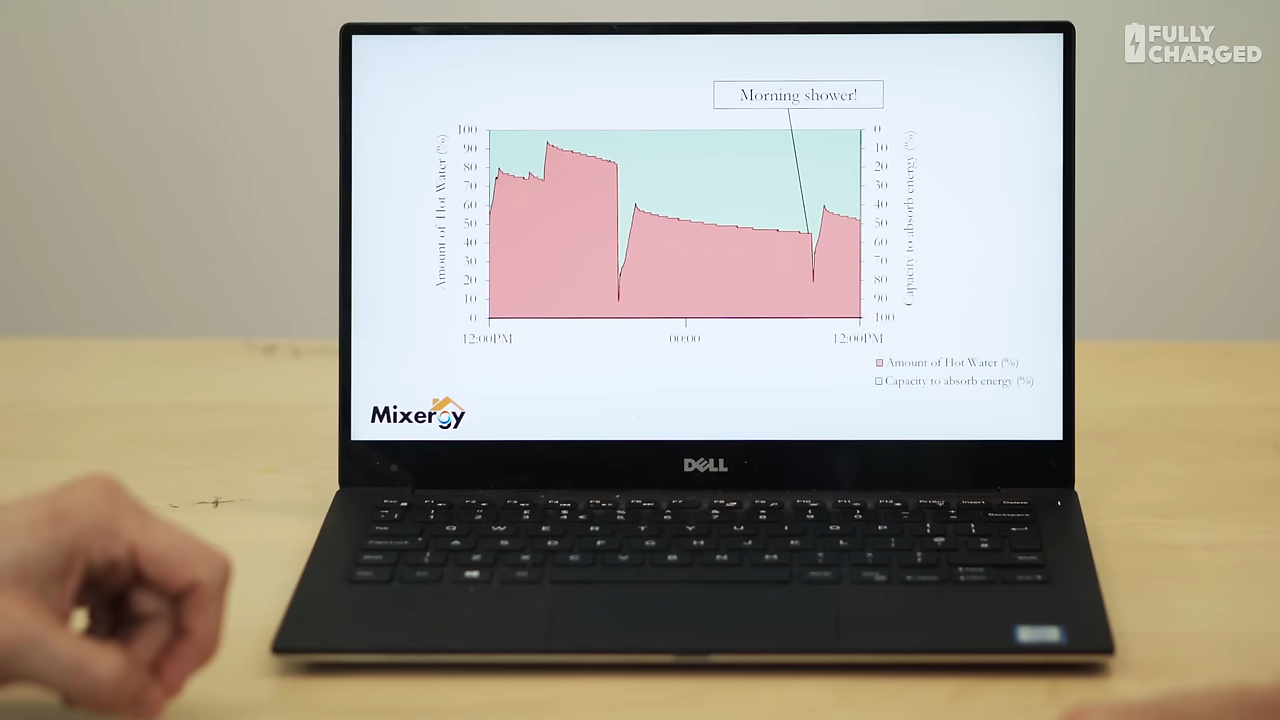 FULLY
CHARGED
Morning shower!
Amount of Hot Water (%)
100
90
80
70
60
50
40
30
20
10
0
0
10
20
30
40
50
60
70
80
90
100
Capacity to absorb energy (%)
12:00PM 00:00 12:00PM
Amount of Hot Water (%)
Capacity to absorb energy (%)
Mixergy
DELL
Q W E R T Y U I O P
A S D F G H J K L
Z X C V B N M